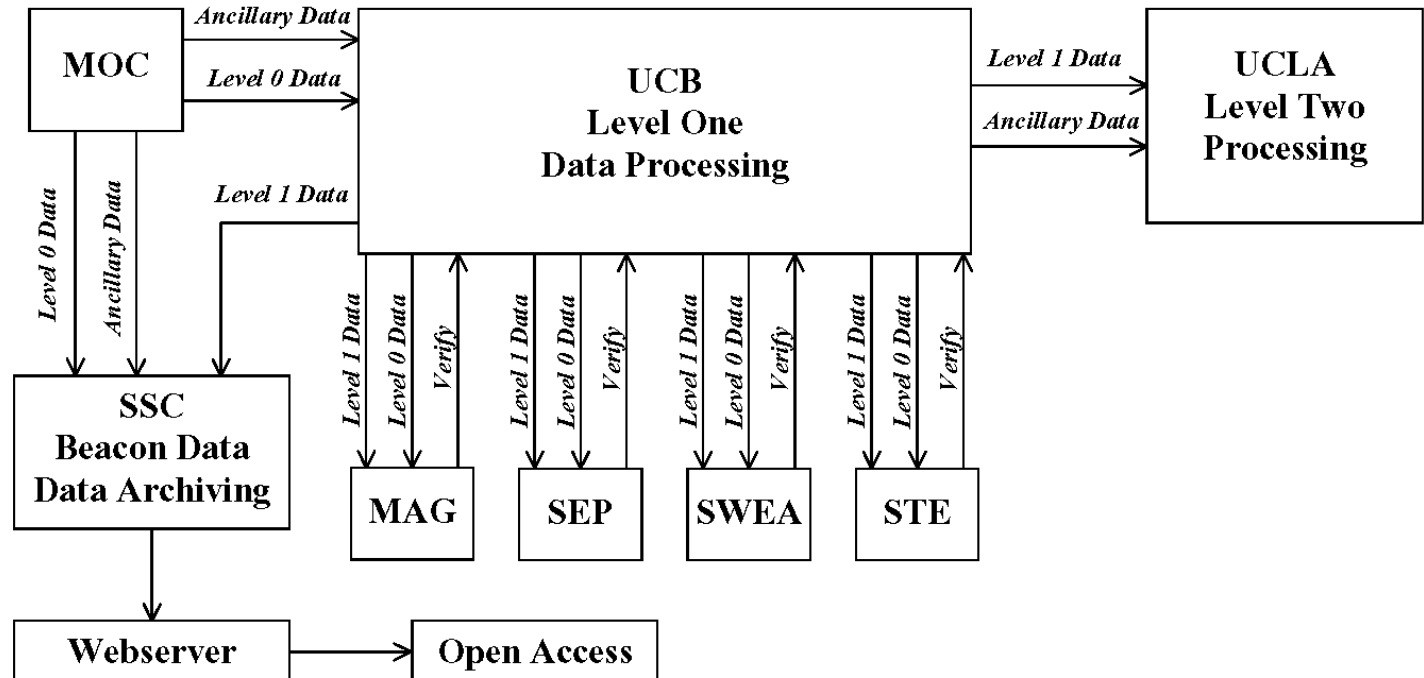 Ancillary Data
MOC
Level 0 Data
UCB
Level One
Data Processing
Level 1 Data
Ancillary Data
UCLA
Level Two
Processing
Level 1 Data
Level 0 Data
Ancillary Data
Level 1 Data
Level 0 Data
Verify
Level 1 Data
Level 0 Data
Verify
Level 1 Data
Level 0 Data
Verify
Level 1 Data
Level 0 Data
Verify
SSC
Beacon Data
Data Archiving
MAG
SEP
SWEA
STE
Webserver
Open Access